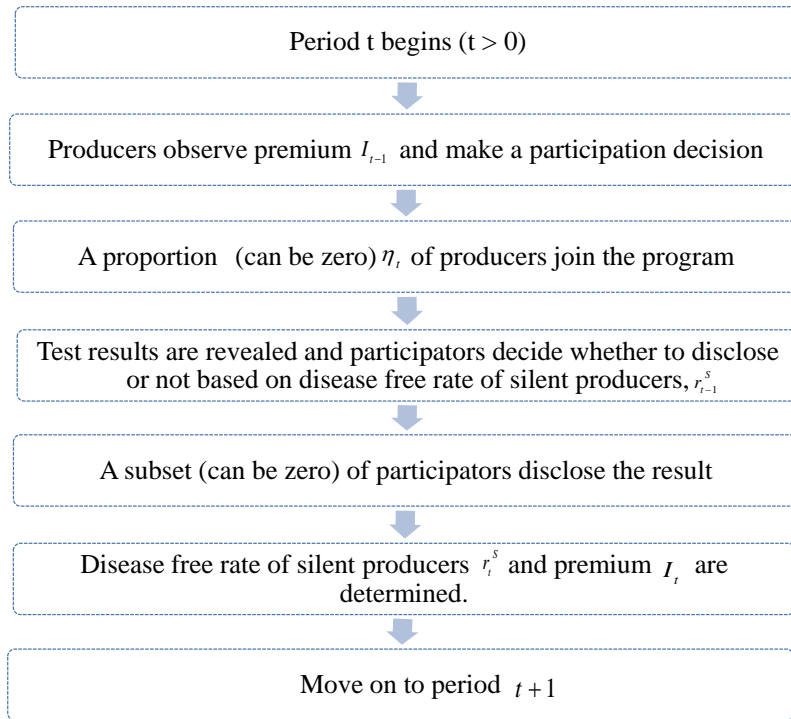 Period t begins (t > 0)
Producers observe premium I_{t-1} and make a participation decision
A proportion (can be zero) η_t of producers join the program
Test results are revealed and participators decide whether to disclose
or not based on disease free rate of silent producers, r^S_{t-1}
A subset (can be zero) of participators disclose the result
Disease free rate of silent producers r^S_t and premium I_t are
determined.
Move on to period t+1